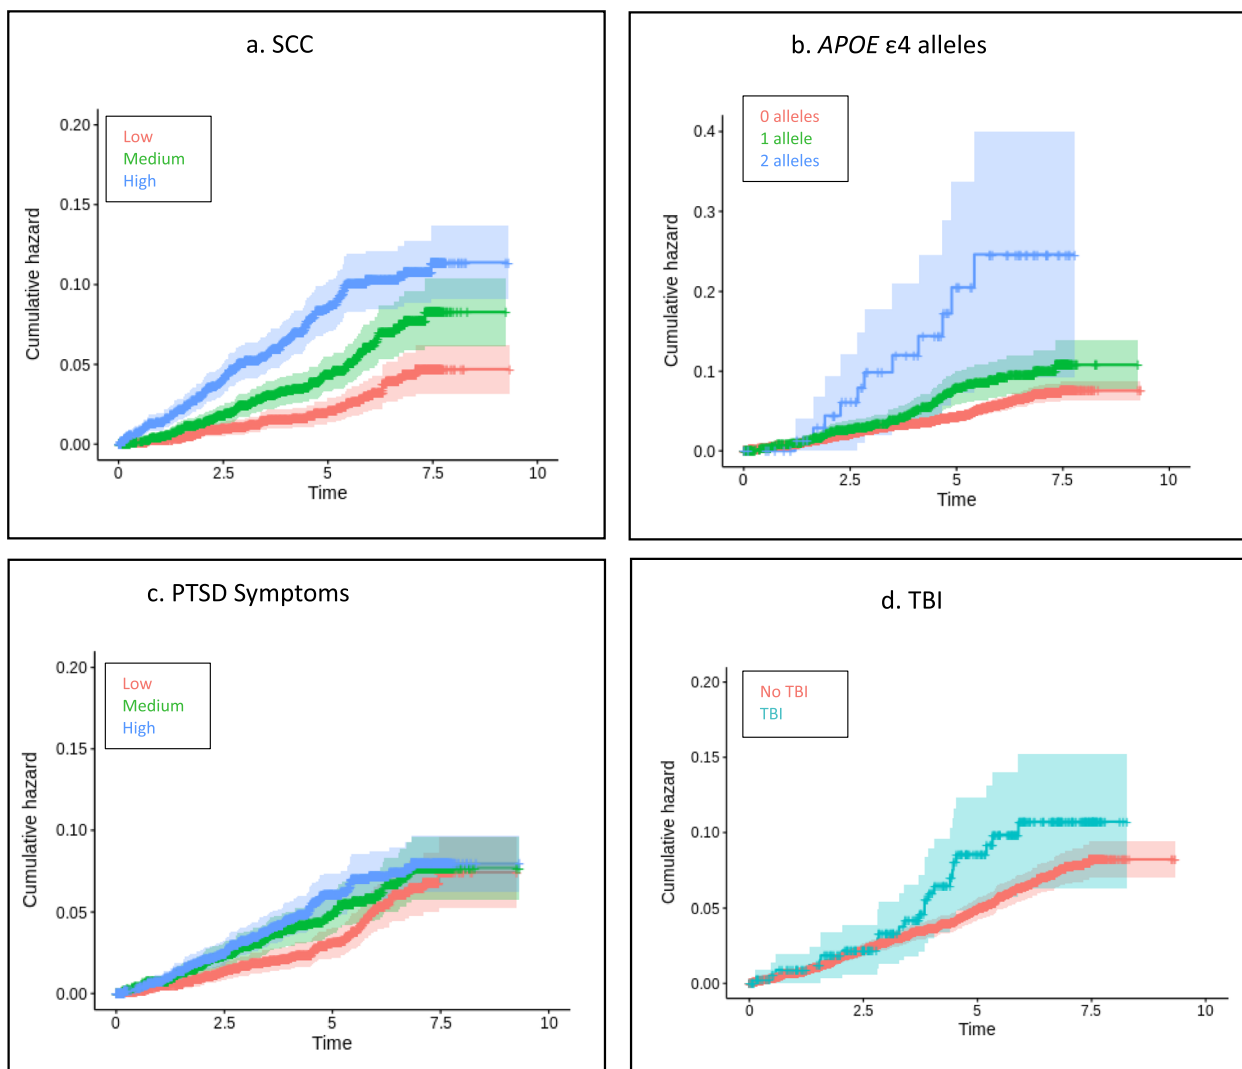 a. SCC
Low
Medium
High
0.20
0.15
0.10
0.05
0.00
Cumulative hazard
0 2.5 5 7.5 10
Time
b. APOE ε4 alleles
0 alleles
1 allele
2 alleles
0.4
0.3
0.2
0.1
0.0
Cumulative hazard
0 2.5 5 7.5 10
Time
c. PTSD Symptoms
Low
Medium
High
0.20
0.15
0.10
0.05
0.00
Cumulative hazard
0 2.5 5 7.5 10
Time
d. TBI
No TBI
TBI
0.20
0.15
0.10
0.05
0.00
Cumulative hazard
0 2.5 5 7.5 10
Time